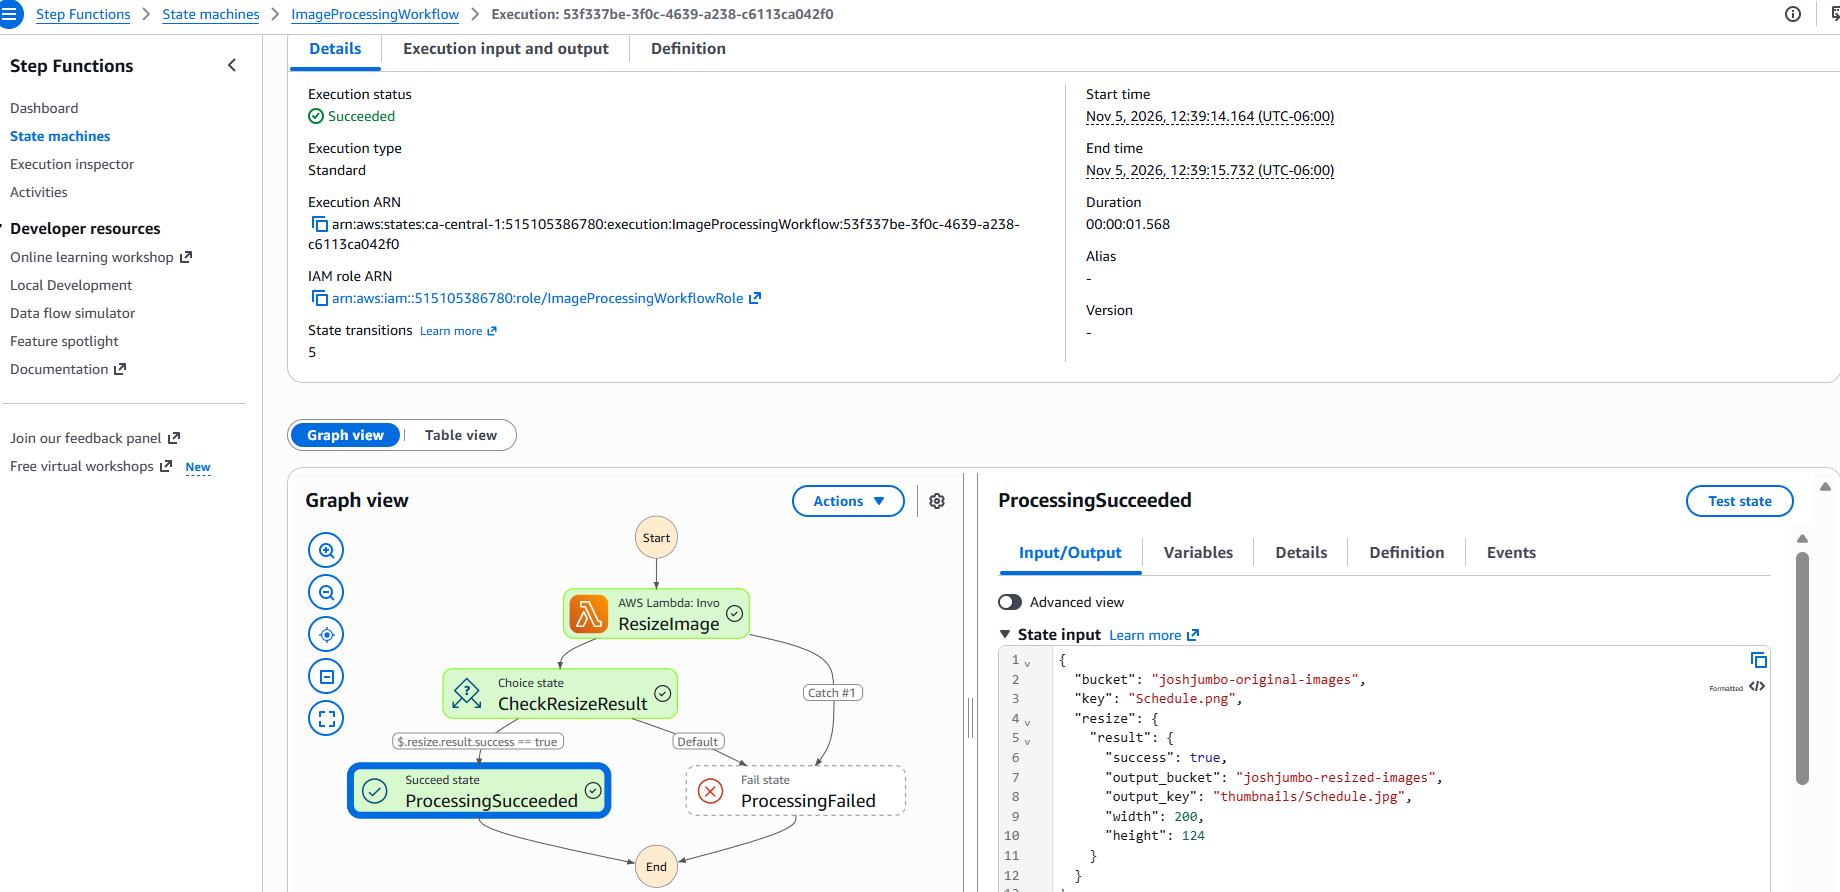 Step Functions > State machines > ImageProcessingWorkflow > Execution: 53f337be-3f0c-4639-a238-c6113ca042f0
Step Functions
Dashboard
State machines
Execution inspector
Activities
Developer resources
Online learning workshop
Local Development
Data flow simulator
Feature spotlight
Documentation
Join our feedback panel
Free virtual workshops New
Details Execution input and output Definition
Execution status
Succeeded
Execution type
Standard
Execution ARN
arn:aws:states:ca-central-1:515105386780:execution:ImageProcessingWorkflow:53f337be-3f0c-4639-a238-
c6113ca042f0
IAM role ARN
arn:aws:iam::515105386780:role/ImageProcessingWorkflowRole
State transitions Learn more
5
Start time
Nov 5, 2026, 12:39:14.164 (UTC-06:00)
End time
Nov 5, 2026, 12:39:15.732 (UTC-06:00)
Duration
00:00:01.568
Alias
-
Version
-
Graph view Table view
Graph view
Actions
Start
AWS Lambda: Invo
ResizeImage
Choice state
CheckResizeResult
Catch #1
$.resize.result.success == true
Default
Succeed state
ProcessingSucceeded
Fail state
ProcessingFailed
End
ProcessingSucceeded
Test state
Input/Output Variables Details Definition Events
Advanced view
State input Learn more
Formatted </>
1 {
2 "bucket": "joshjumbo-original-images",
3 "key": "Schedule.png",
4 "resize": {
5 "result": {
6 "success": true,
7 "output_bucket": "joshjumbo-resized-images",
8 "output_key": "thumbnails/Schedule.jpg",
9 "width": 200,
10 "height": 124
11 }
12 }